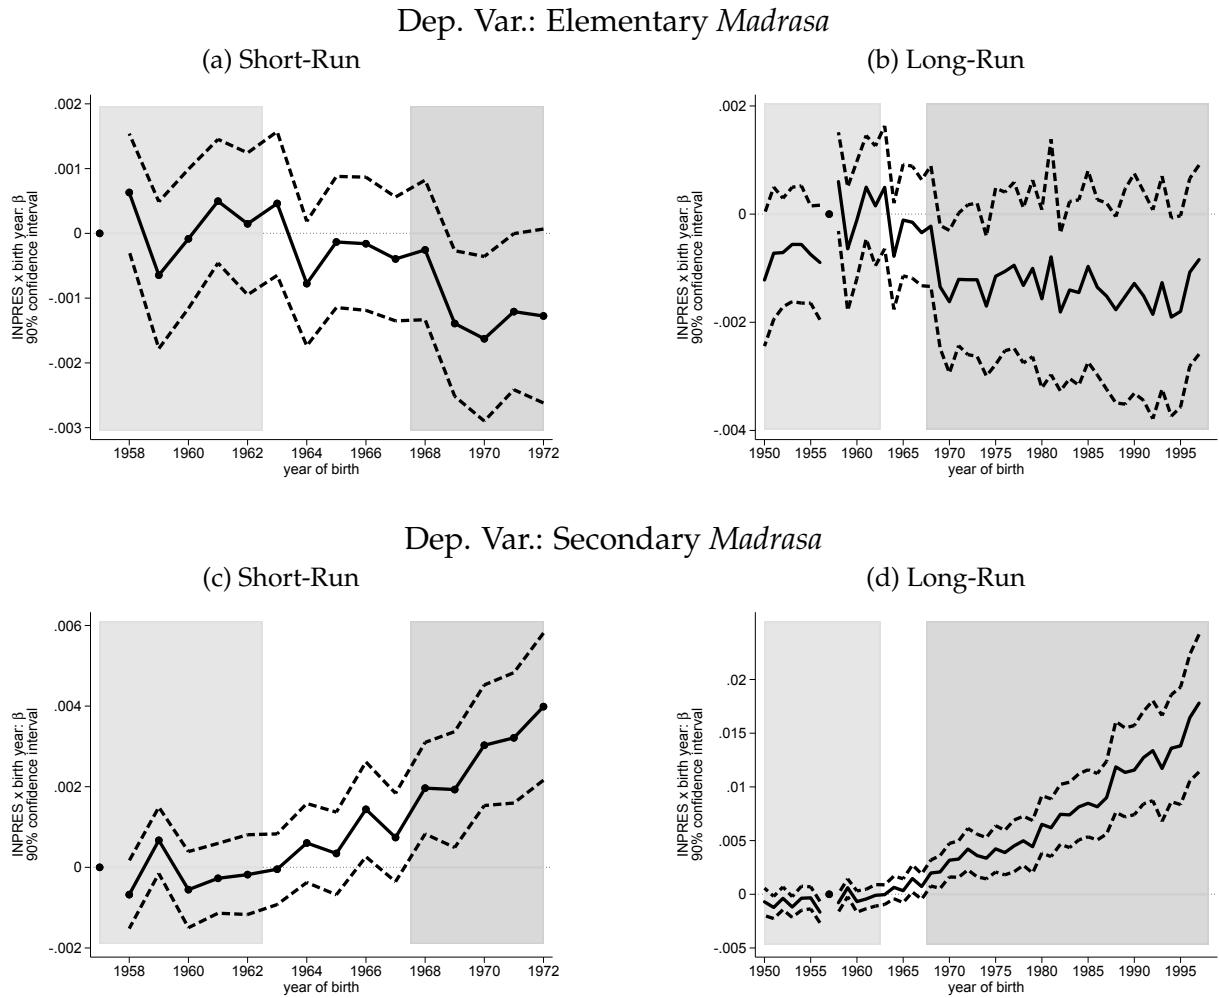 Dep. Var.: Elementary Madrasa
(a) Short-Run
.002
.001
0
-.001
-.002
-.003
INPRES x birth year: β
90% confidence interval
1958 1960 1962 1964 1966 1968 1970 1972
year of birth
(b) Long-Run
.002
0
-.002
-.004
INPRES x birth year: β
90% confidence interval
1950 1955 1960 1965 1970 1975 1980 1985 1990 1995
year of birth
Dep. Var.: Secondary Madrasa
(c) Short-Run
.006
.004
.002
0
-.002
INPRES x birth year: β
90% confidence interval
1958 1960 1962 1964 1966 1968 1970 1972
year of birth
(d) Long-Run
.02
.015
.01
.005
0
-.005
INPRES x birth year: β
90% confidence interval
1950 1955 1960 1965 1970 1975 1980 1985 1990 1995
year of birth